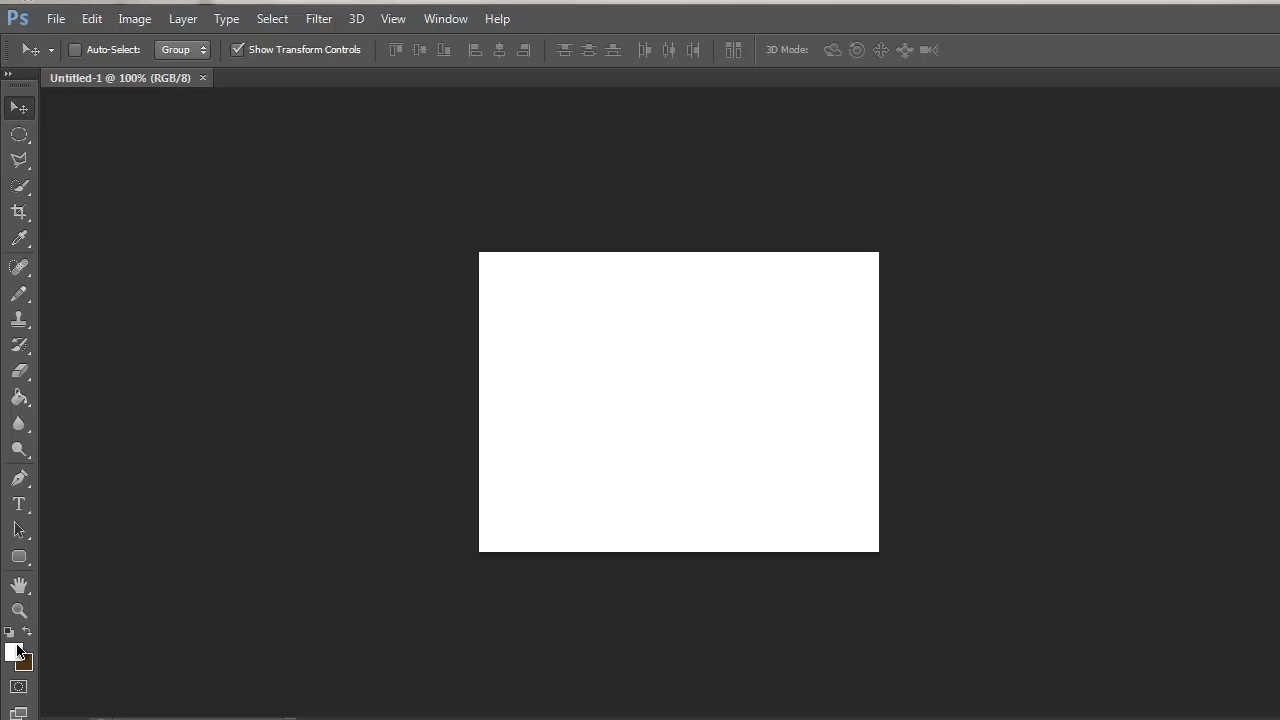 Ps File Edit Image Layer Type Select Filter 3D View Window Help
Auto-Select: Group Show Transform Controls 3D Mode:
Untitled-1 @ 100% (RGB/8) ×
T